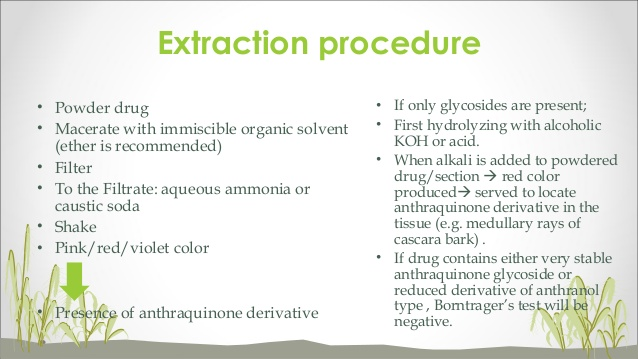 Extraction procedure
• Powder drug
• Macerate with immiscible organic solvent
(ether is recommended)
• Filter
• To the Filtrate: aqueous ammonia or
caustic soda
• Shake
• Pink/red/violet color
• Presence of anthraquinone derivative
• If only glycosides are present;
• First hydrolyzing with alcoholic
KOH or acid.
• When alkali is added to powdered
drug/section → red color
produced→ served to locate
anthraquinone derivative in the
tissue (e.g. medullary rays of
cascara bark) .
• If drug contains either very stable
anthraquinone glycoside or
reduced derivative of anthranol
type , Borntrager's test will be
negative.